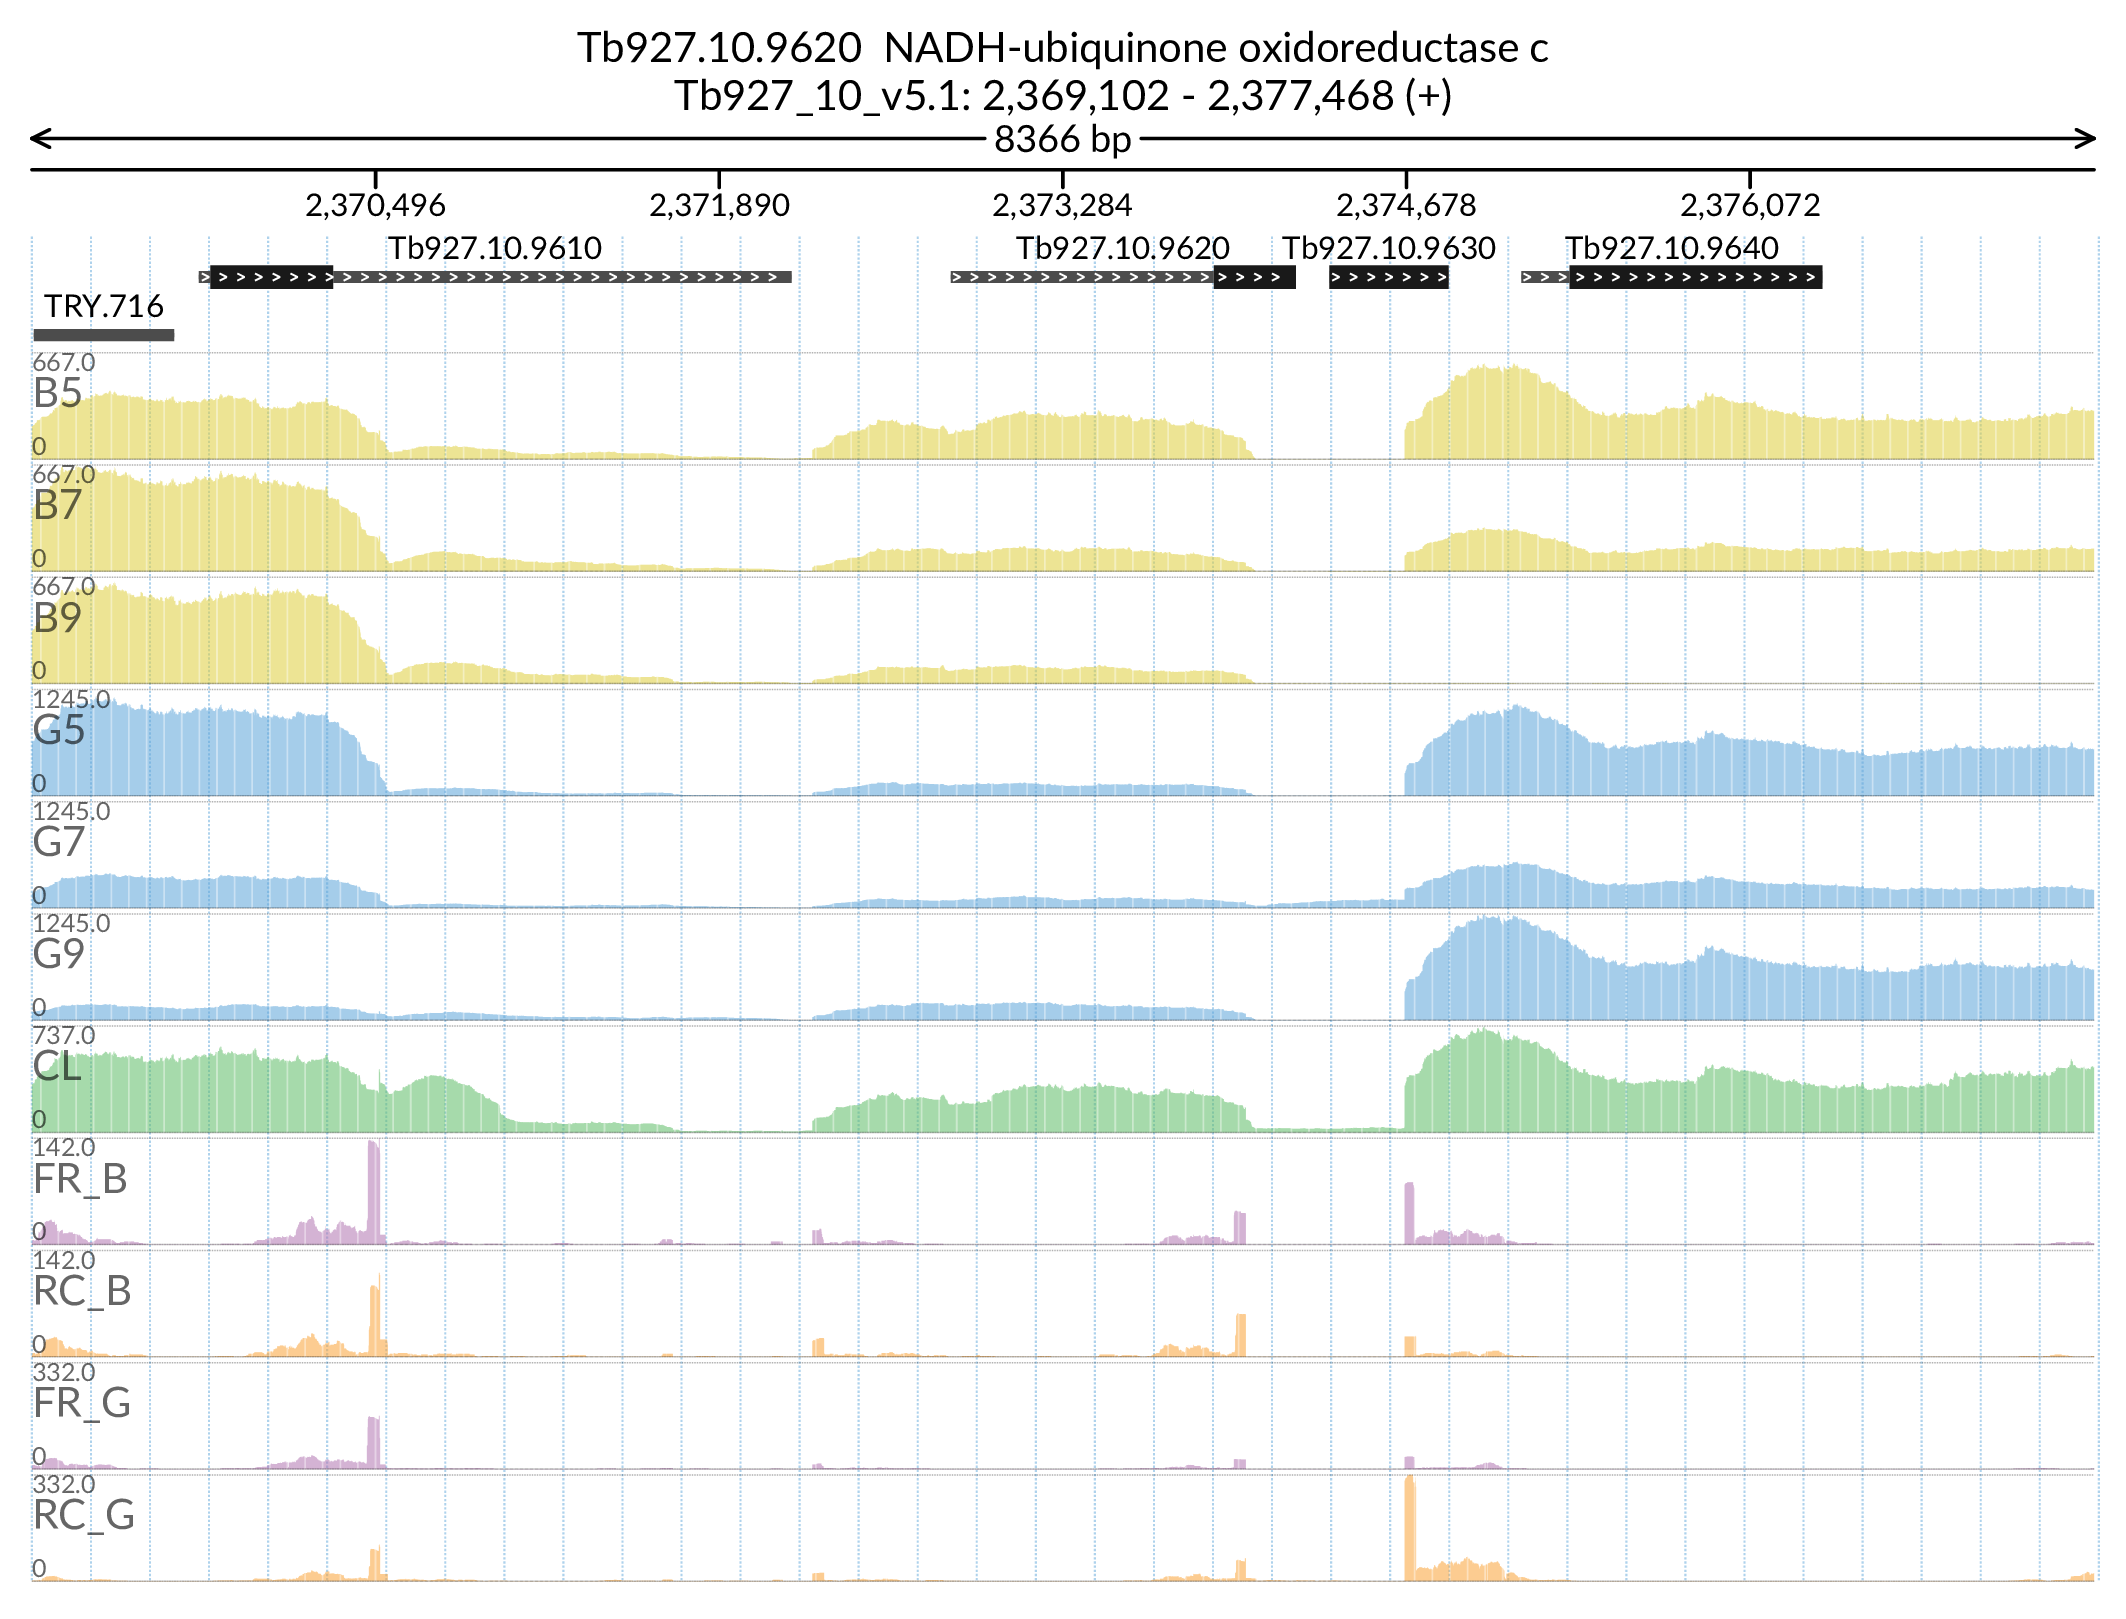 Tb927.10.9620 NADH-ubiquinone oxidoreductase c
Tb927_10_v5.1: 2,369,102 - 2,377,468 (+)
8366 bp
2,370,496 2,371,890 2,373,284 2,374,678 2,376,072
Tb927.10.9610 Tb927.10.9620 Tb927.10.9630 Tb927.10.9640
TRY.716
667.0
B5
0
667.0
B7
0
667.0
B9
0
1245.0
G5
0
1245.0
G7
0
1245.0
G9
0
737.0
CL
0
142.0
FR_B
0
142.0
RC_B
0
332.0
FR_G
0
332.0
RC_G
0